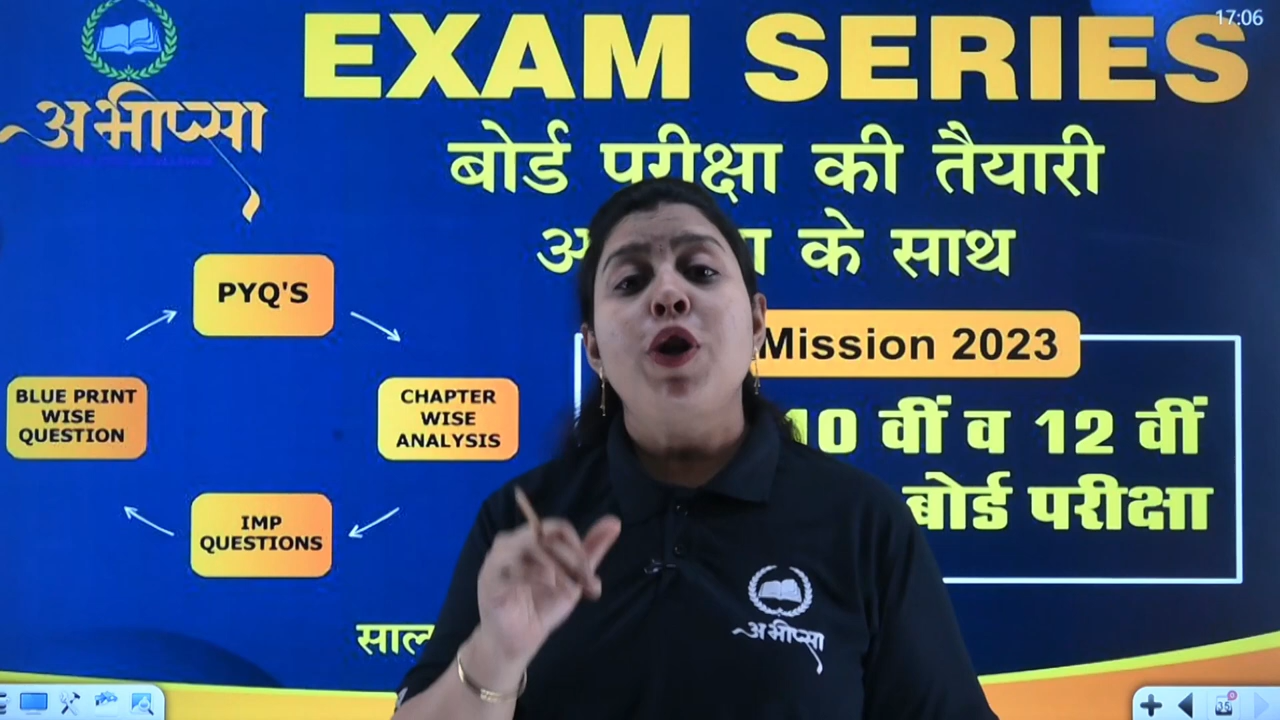 17:06
EXAM SERIES
अभीप्सा
बोर्ड परीक्षा की तैयारी
के साथ
PYQ'S
BLUE PRINT
WISE
QUESTION
CHAPTER
WISE
ANALYSIS
IMP
QUESTIONS
Mission 2023
10 वीं व 12 वीं
बोर्ड परीक्षा
अभीप्सा
35